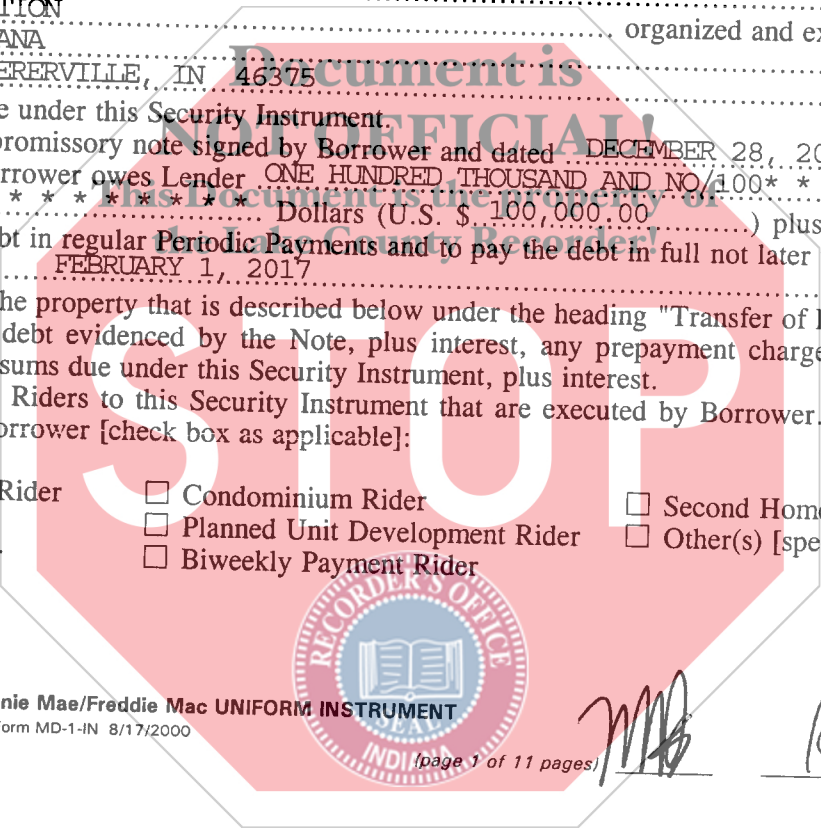 TION
organized and ex
ANA
ERERVILLE, IN 46375
Document is
NOT OFFICIAL!
This Document is the property of
the Lake County Recorder!
e under this Security Instrument.
promissory note signed by Borrower and dated DECEMBER 28, 20
rrower owes Lender ONE HUNDRED THOUSAND AND NO/100* *
* * * * * * * * * Dollars (U.S. $ 100,000.00 ) plus
bt in regular Periodic Payments and to pay the debt in full not later
FEBRUARY 1, 2017
he property that is described below under the heading "Transfer of
debt evidenced by the Note, plus interest, any prepayment charge
sums due under this Security Instrument, plus interest.
Riders to this Security Instrument that are executed by Borrower.
orrower [check box as applicable]:
STOP
Rider ☐ Condominium Rider ☐ Second Hom
☐ Planned Unit Development Rider ☐ Other(s) [spe
☐ Biweekly Payment Rider
RECORDER'S OFFICE
SEAL
INDIANA
nie Mae/Freddie Mac UNIFORM INSTRUMENT
orm MD-1-IN 8/17/2000
(page 1 of 11 pages)